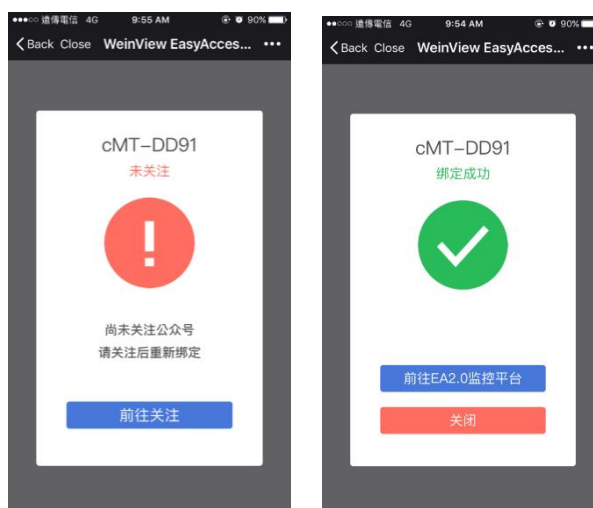 遠傳電信 4G 9:55 AM 90%
Back Close WeinView EasyAcces... •••
cMT-DD91
未关注
!
尚未关注公众号
请关注后重新绑定
前往关注
遠傳電信 4G 9:54 AM 90%
Back Close WeinView EasyAcces... •••
cMT-DD91
绑定成功
前往EA2.0监控平台
关闭